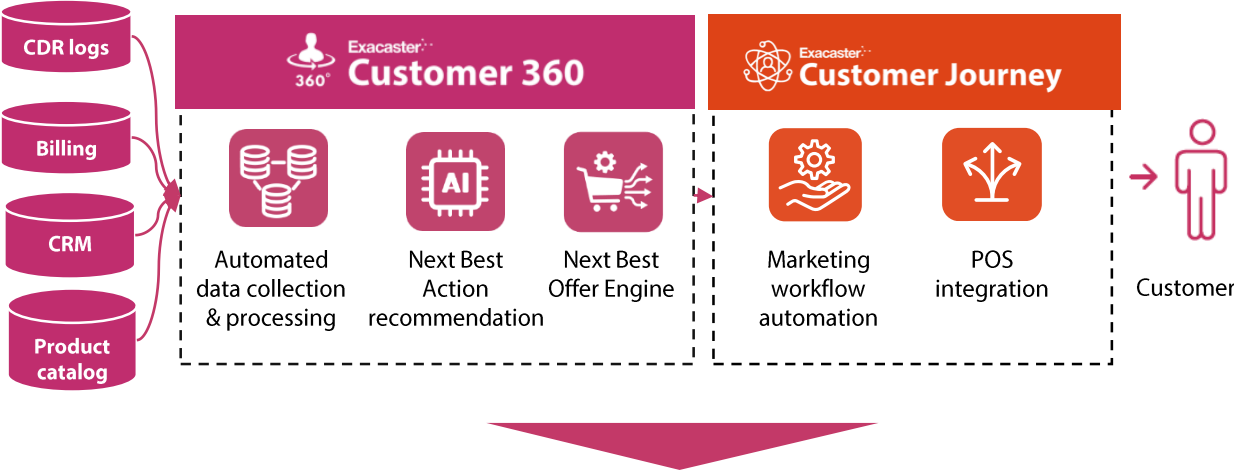 CDR logs
Billing
CRM
Product
catalog
360°
Exacaster
Customer 360
AI
Automated
data collection
& processing
Next Best
Action
recommendation
Next Best
Offer Engine
Exacaster
Customer Journey
Marketing
workflow
automation
POS
integration
Customer